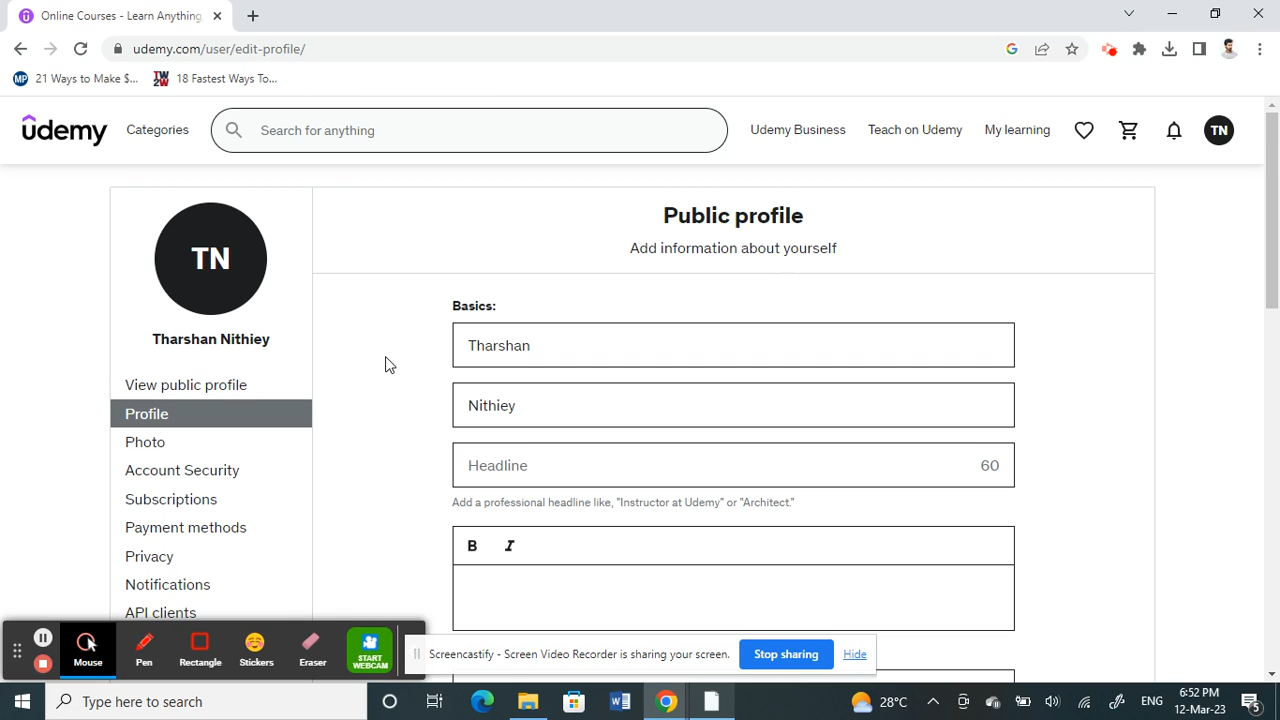 Online Courses - Learn Anything,
udemy.com/user/edit-profile/
MP 21 Ways to Make $... 18 Fastest Ways To...
ûdemy Categories Search for anything Udemy Business Teach on Udemy My learning TN
TN
Tharshan Nithiey
View public profile
Profile
Photo
Account Security
Subscriptions
Payment methods
Privacy
Notifications
API clients
Public profile
Add information about yourself
Basics:
Tharshan
Nithiey
Headline 60
Add a professional headline like, "Instructor at Udemy" or "Architect."
B I
Mouse Pen Rectangle Stickers Eraser START WEBCAM
Screencastify - Screen Video Recorder is sharing your screen. Stop sharing Hide
Type here to search
28°C ENG 6:52 PM
12-Mar-23 5